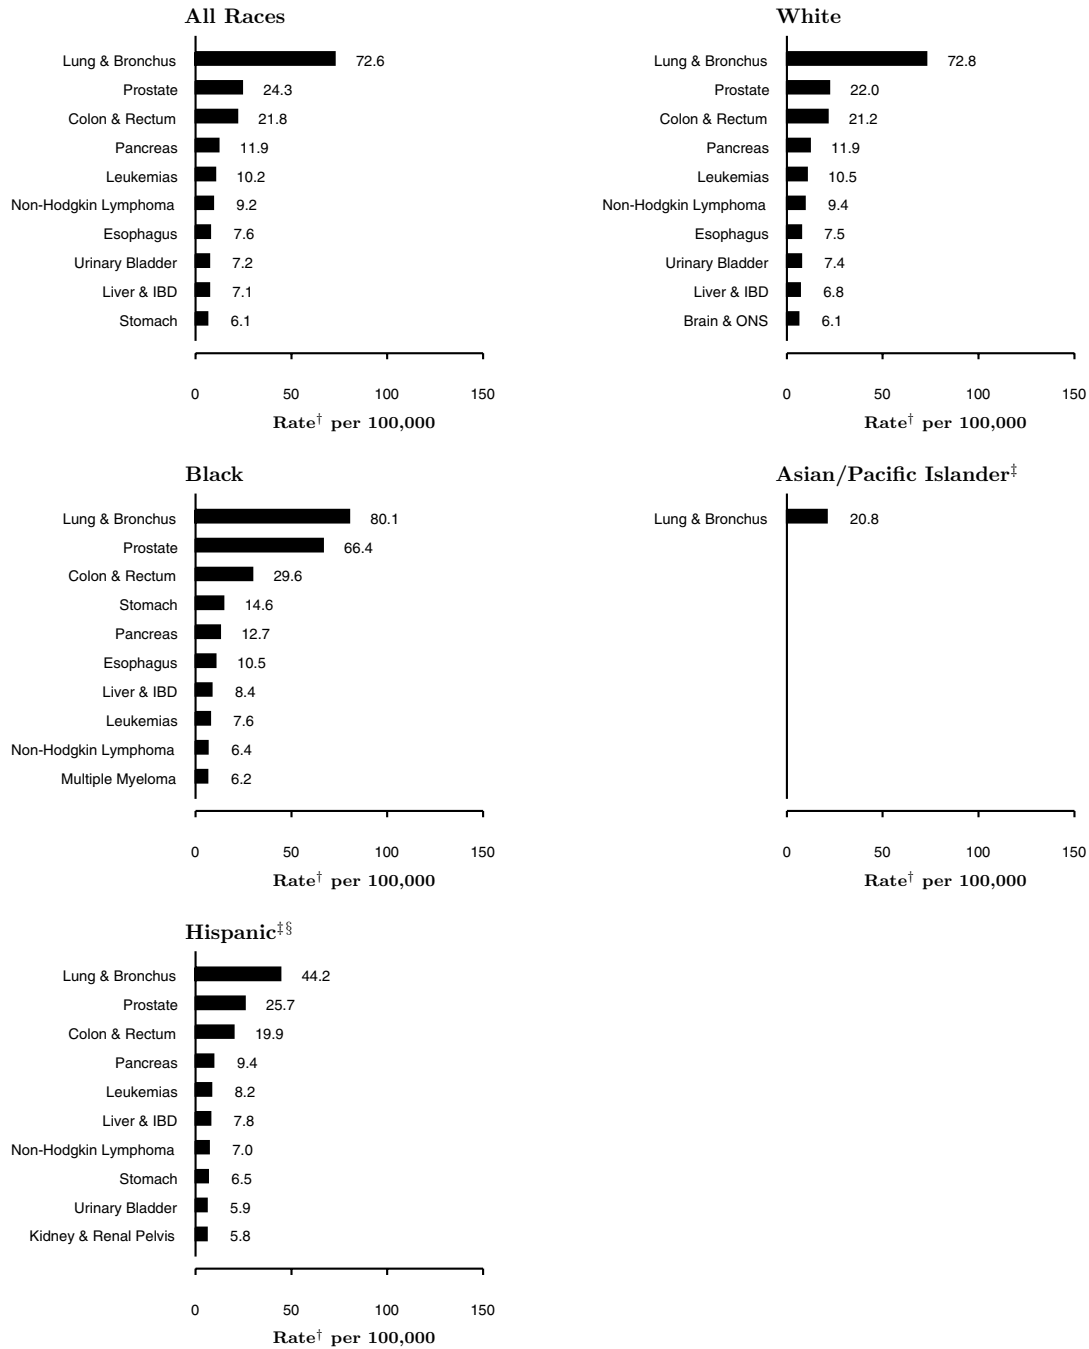 All Races
Lung & Bronchus 72.6
Prostate 24.3
Colon & Rectum 21.8
Pancreas 11.9
Leukemias 10.2
Non-Hodgkin Lymphoma 9.2
Esophagus 7.6
Urinary Bladder 7.2
Liver & IBD 7.1
Stomach 6.1
0 50 100 150
Rate† per 100,000
White
Lung & Bronchus 72.8
Prostate 22.0
Colon & Rectum 21.2
Pancreas 11.9
Leukemias 10.5
Non-Hodgkin Lymphoma 9.4
Esophagus 7.5
Urinary Bladder 7.4
Liver & IBD 6.8
Brain & ONS 6.1
0 50 100 150
Rate† per 100,000
Black
Lung & Bronchus 80.1
Prostate 66.4
Colon & Rectum 29.6
Stomach 14.6
Pancreas 12.7
Esophagus 10.5
Liver & IBD 8.4
Leukemias 7.6
Non-Hodgkin Lymphoma 6.4
Multiple Myeloma 6.2
0 50 100 150
Rate† per 100,000
Asian/Pacific Islander‡
Lung & Bronchus 20.8
0 50 100 150
Rate† per 100,000
Hispanic‡§
Lung & Bronchus 44.2
Prostate 25.7
Colon & Rectum 19.9
Pancreas 9.4
Leukemias 8.2
Liver & IBD 7.8
Non-Hodgkin Lymphoma 7.0
Stomach 6.5
Urinary Bladder 5.9
Kidney & Renal Pelvis 5.8
0 50 100 150
Rate† per 100,000